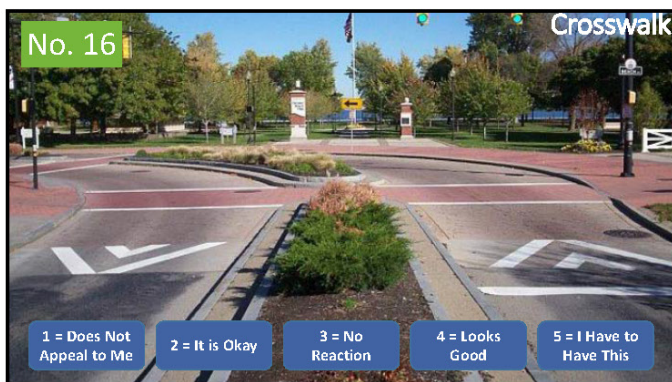 No. 16
Crosswalk
BEACH
1 = Does Not
Appeal to Me
2 = It is Okay
3 = No
Reaction
4 = Looks
Good
5 = I Have to
Have This